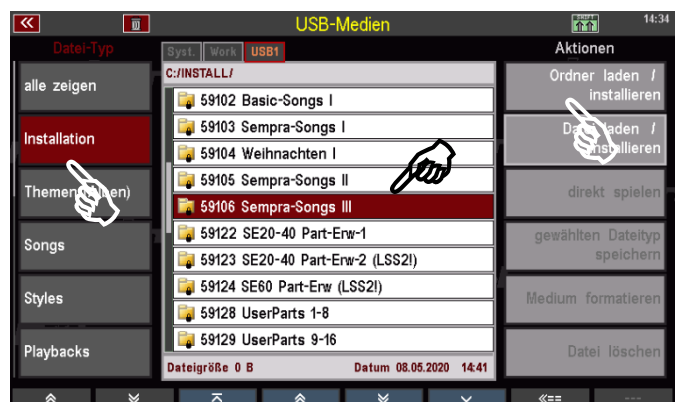 USB-Medien
SHIFT
14:34
Datei-Typ
Syst. Work USB1
Aktionen
alle zeigen
Installation
Songs
Styles
Playbacks
C:/INSTALL/
59102 Basic-Songs I
59103 Sempra-Songs I
59104 Weihnachten I
59105 Sempra-Songs II
59106 Sempra-Songs III
59122 SE20-40 Part-Erw-1
59123 SE20-40 Part-Erw-2 (LSS2!)
59124 SE60 Part-Erw (LSS2!)
59128 UserParts 1-8
59129 UserParts 9-16
Dateigröße 0 B Datum 08.05.2020 14:41
Ordner laden /
installieren
laden /
direkt spielen
gewählten Dateityp
speichern
Medium formatieren
Datei löschen
«==
---